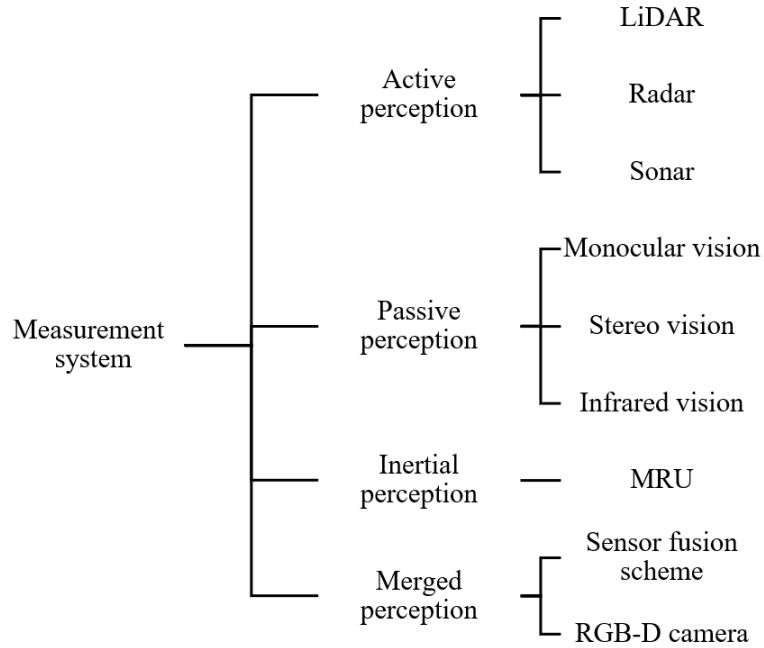 Measurement
system
Active
perception
LiDAR
Radar
Sonar
Passive
perception
Monocular vision
Stereo vision
Infrared vision
Inertial
perception
MRU
Merged
perception
Sensor fusion
scheme
RGB-D camera